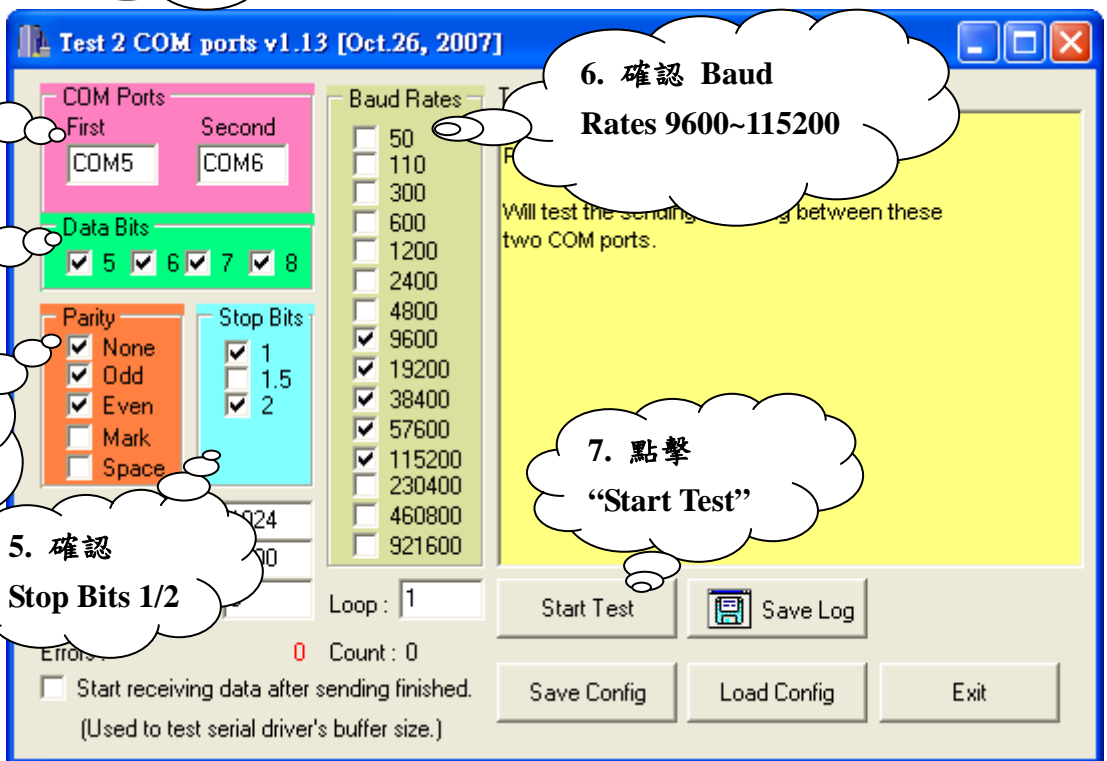 Test 2 COM ports v1.13 [Oct.26, 2007]
6. 確認 Baud
Rates 9600~115200
COM Ports
First Second
COM5 COM6
Data Bits
5 6 7 8
Parity
None
Odd
Even
Mark
Space
Stop Bits
1
1.5
2
Baud Rates
50
110
300
600
1200
2400
4800
9600
19200
38400
57600
115200
230400
460800
921600
Will test the sending between these
two COM ports.
7. 點擊
“Start Test”
5. 確認
Stop Bits 1/2
Loop : 1
Start Test
Save Log
Errors : 0 Count : 0
Start receiving data after sending finished.
(Used to test serial driver's buffer size.)
Save Config
Load Config
Exit